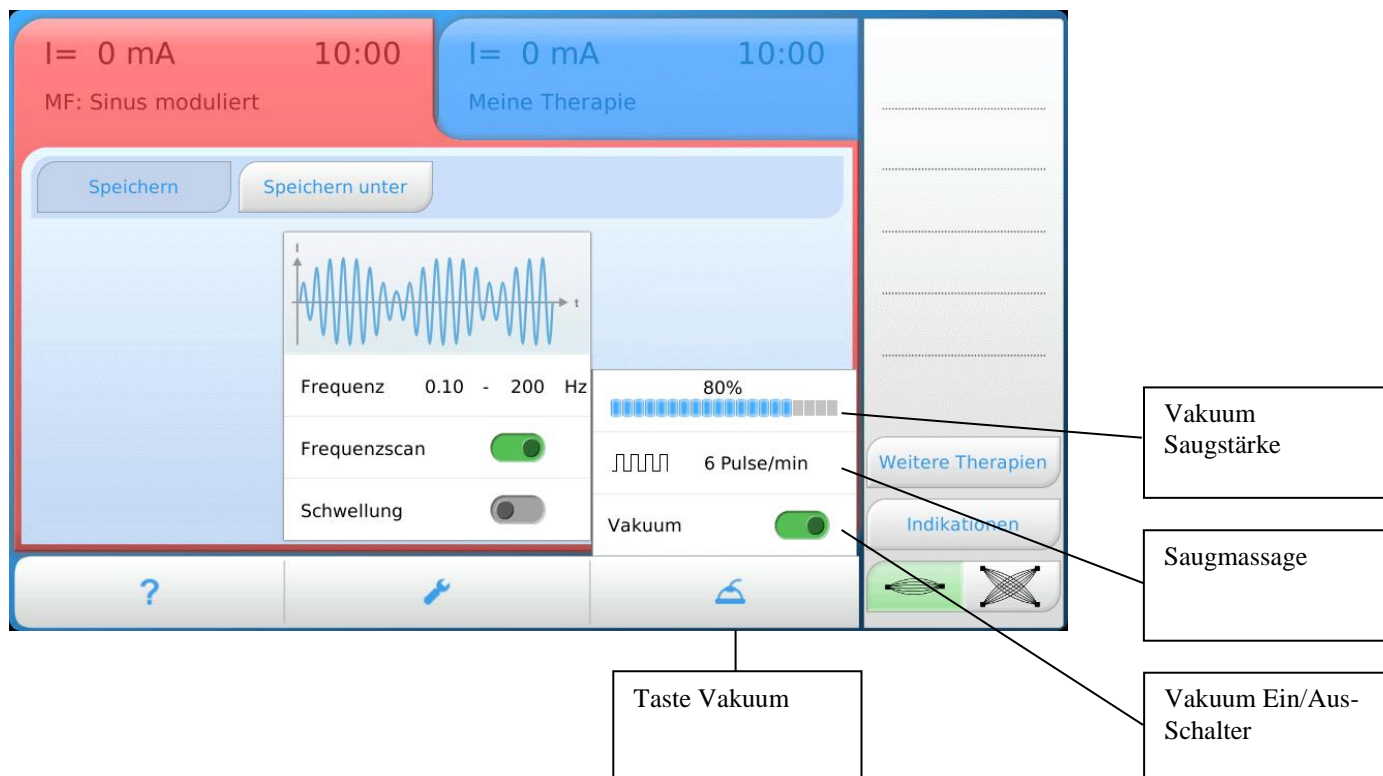 I= 0 mA 10:00
MF: Sinus moduliert
I= 0 mA 10:00
Meine Therapie
Speichern
Speichern unter
I
t
Frequenz 0.10 - 200 Hz
Frequenzscan
Schwellung
80%
6 Pulse/min
Vakuum
Weitere Therapien
Indikationen
?
Vakuum
Saugstärke
Saugmassage
Vakuum Ein/Aus-
Schalter
Taste Vakuum